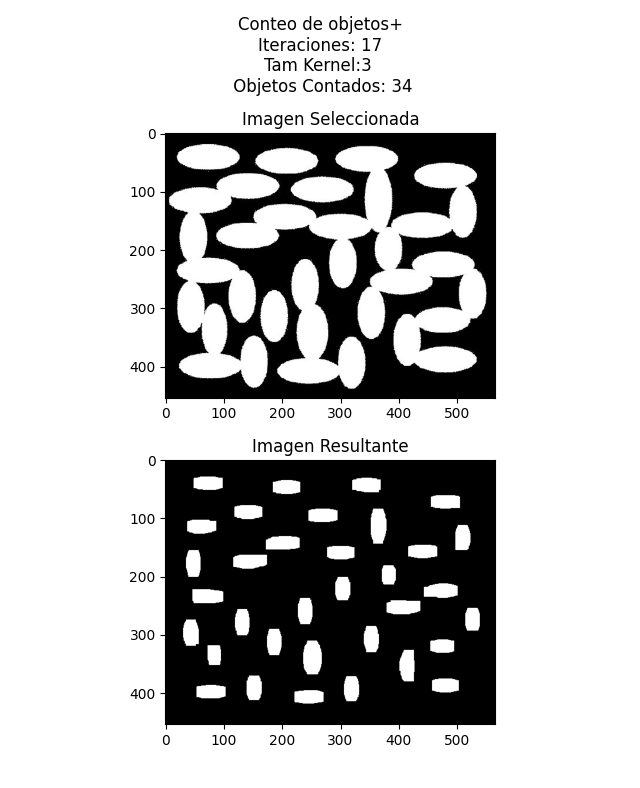 Conteo de objetos+
Iteraciones: 17
Tam Kernel:3
Objetos Contados: 34
Imagen Seleccionada
0
100
200
300
400
0 100 200 300 400 500
Imagen Resultante
0
100
200
300
400
0 100 200 300 400 500